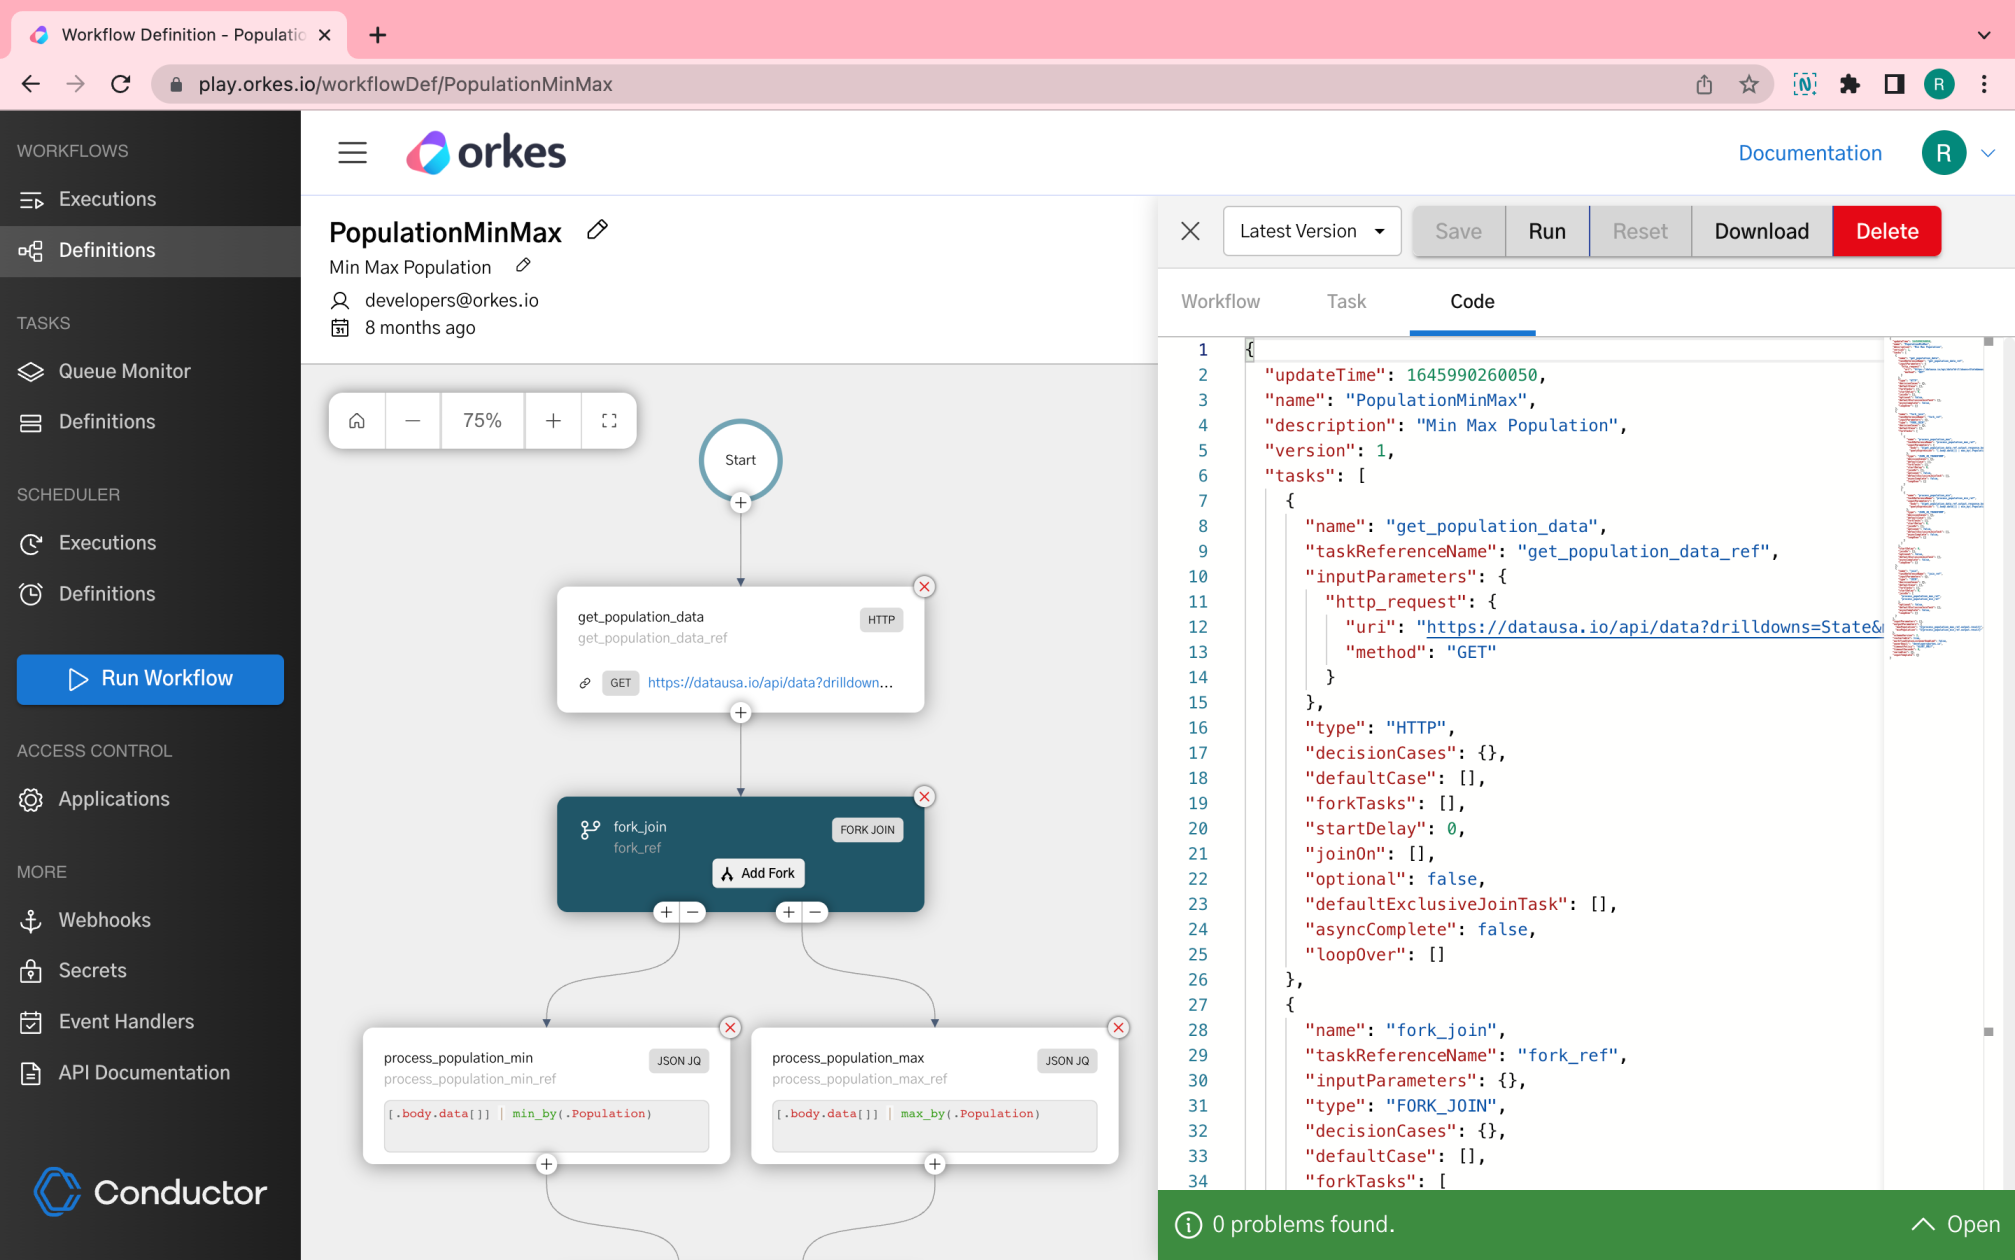 Workflow Definition - Populatio
play.orkes.io/workflowDef/PopulationMinMax
R
WORKFLOWS
Executions
Definitions
TASKS
Queue Monitor
Definitions
SCHEDULER
Executions
Definitions
Run Workflow
ACCESS CONTROL
Applications
MORE
Webhooks
Secrets
Event Handlers
API Documentation
Conductor
orkes
Documentation
R
PopulationMinMax
Min Max Population
developers@orkes.io
31
8 months ago
75%
Start
get_population_data
HTTP
get_population_data_ref
GET https://datausa.io/api/data?drilldown...
fork_join
FORK JOIN
fork_ref
Add Fork
process_population_min
JSON JQ
process_population_min_ref
[.body.data[]] | min_by(.Population)
process_population_max
JSON JQ
process_population_max_ref
[.body.data[]] | max_by(.Population)
Latest Version
Save
Run
Reset
Download
Delete
Workflow
Task
Code
1 {
2 "updateTime": 1645990260050,
3 "name": "PopulationMinMax",
4 "description": "Min Max Population",
5 "version": 1,
6 "tasks": [
7 {
8 "name": "get_population_data",
9 "taskReferenceName": "get_population_data_ref",
10 "inputParameters": {
11 "http_request": {
12 "uri": "https://datausa.io/api/data?drilldowns=State&
13 "method": "GET"
14 }
15 },
16 "type": "HTTP",
17 "decisionCases": {},
18 "defaultCase": [],
19 "forkTasks": [],
20 "startDelay": 0,
21 "joinOn": [],
22 "optional": false,
23 "defaultExclusiveJoinTask": [],
24 "asyncComplete": false,
25 "loopOver": []
26 },
27 {
28 "name": "fork_join",
29 "taskReferenceName": "fork_ref",
30 "inputParameters": {},
31 "type": "FORK_JOIN",
32 "decisionCases": {},
33 "defaultCase": [],
34 "forkTasks": [
0 problems found.
Open